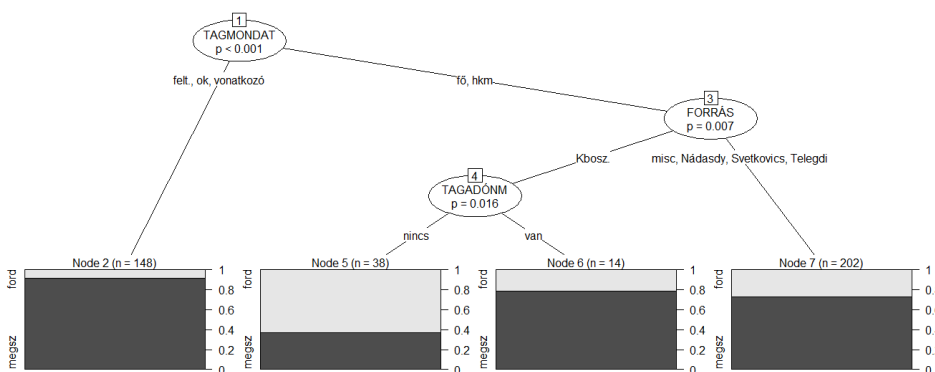 1
TAGMONDAT
p < 0.001
felt., ok, vonatkozó
fő, hkm
3
FORRÁS
p = 0.007
Kbosz.
misc, Nádasdy, Svetkovics, Telegdi
4
TAGADÓNM
p = 0.016
nincs
van
Node 2 (n = 148)
megsz
ford
1
0.8
0.6
0.4
0.2
0
Node 5 (n = 38)
megsz
ford
1
0.8
0.6
0.4
0.2
0
Node 6 (n = 14)
megsz
ford
1
0.8
0.6
0.4
0.2
0
Node 7 (n = 202)
megsz
ford
1
0.8
0.6
0.4
0.2
0